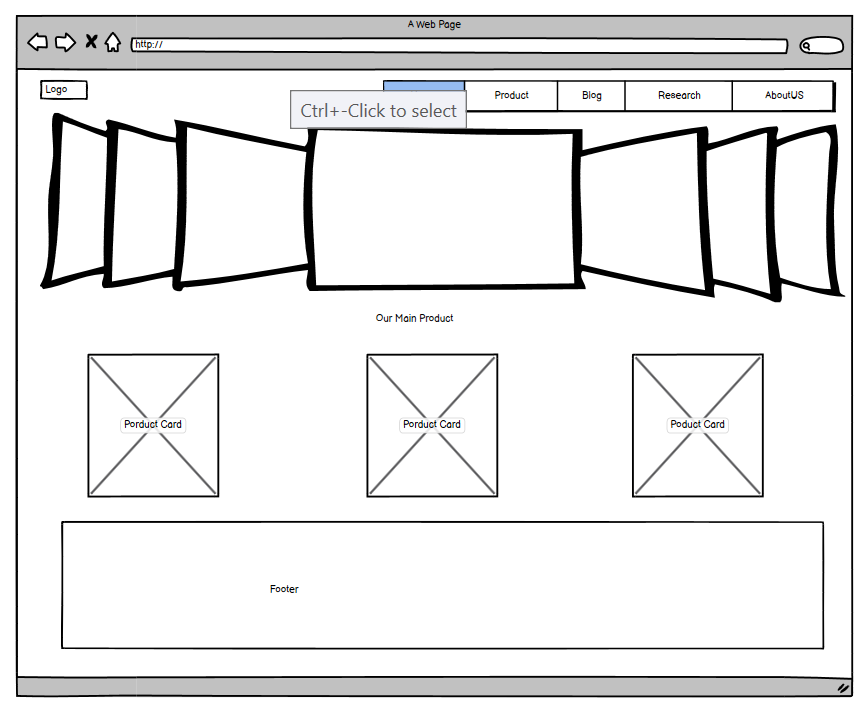 A Web Page
http://
Logo
Product Blog Research AboutUS
Ctrl+-Click to select
Our Main Product
Porduct Card Porduct Card Poduct Card
Footer